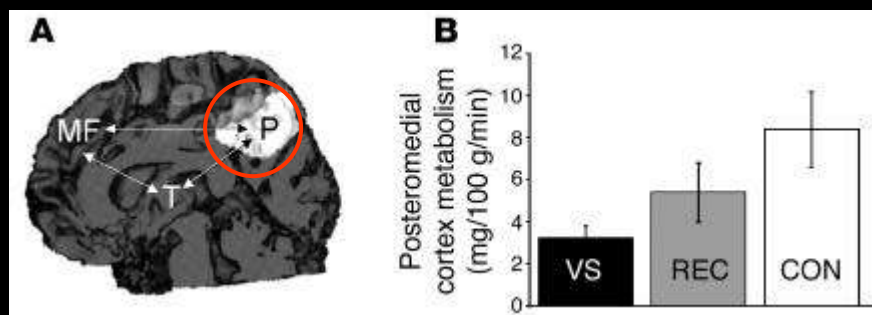 A
MF
P
T
B
Posteromedial
cortex metabolism
(mg/100 g/min)
12
10
8
6
4
2
0
VS
REC
CON